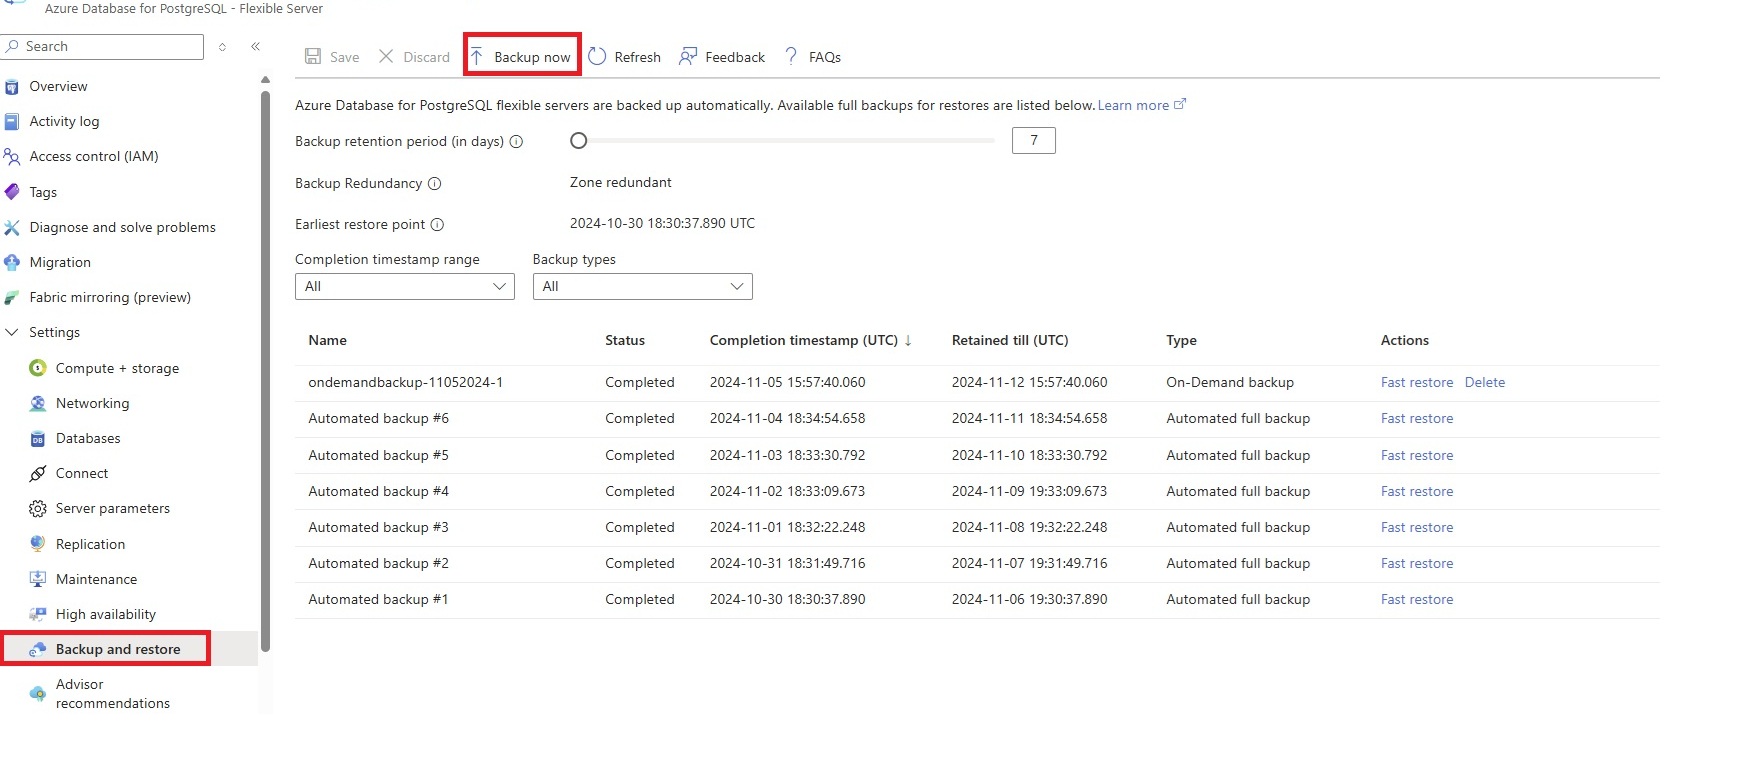 Azure Database for PostgreSQL - Flexible Server
Search
Overview
Activity log
Access control (IAM)
Tags
Diagnose and solve problems
Migration
Fabric mirroring (preview)
Settings
Compute + storage
Networking
Databases
Connect
Server parameters
Replication
Maintenance
High availability
Backup and restore
Advisor
recommendations
Save Discard Backup now Refresh Feedback FAQs
Azure Database for PostgreSQL flexible servers are backed up automatically. Available full backups for restores are listed below. Learn more
Backup retention period (in days) 7
Backup Redundancy Zone redundant
Earliest restore point 2024-10-30 18:30:37.890 UTC
Completion timestamp range Backup types
All All
Name Status Completion timestamp (UTC) ↓ Retained till (UTC) Type Actions
ondemandbackup-11052024-1 Completed 2024-11-05 15:57:40.060 2024-11-12 15:57:40.060 On-Demand backup Fast restore Delete
Automated backup #6 Completed 2024-11-04 18:34:54.658 2024-11-11 18:34:54.658 Automated full backup Fast restore
Automated backup #5 Completed 2024-11-03 18:33:30.792 2024-11-10 18:33:30.792 Automated full backup Fast restore
Automated backup #4 Completed 2024-11-02 18:33:09.673 2024-11-09 19:33:09.673 Automated full backup Fast restore
Automated backup #3 Completed 2024-11-01 18:32:22.248 2024-11-08 19:32:22.248 Automated full backup Fast restore
Automated backup #2 Completed 2024-10-31 18:31:49.716 2024-11-07 19:31:49.716 Automated full backup Fast restore
Automated backup #1 Completed 2024-10-30 18:30:37.890 2024-11-06 19:30:37.890 Automated full backup Fast restore